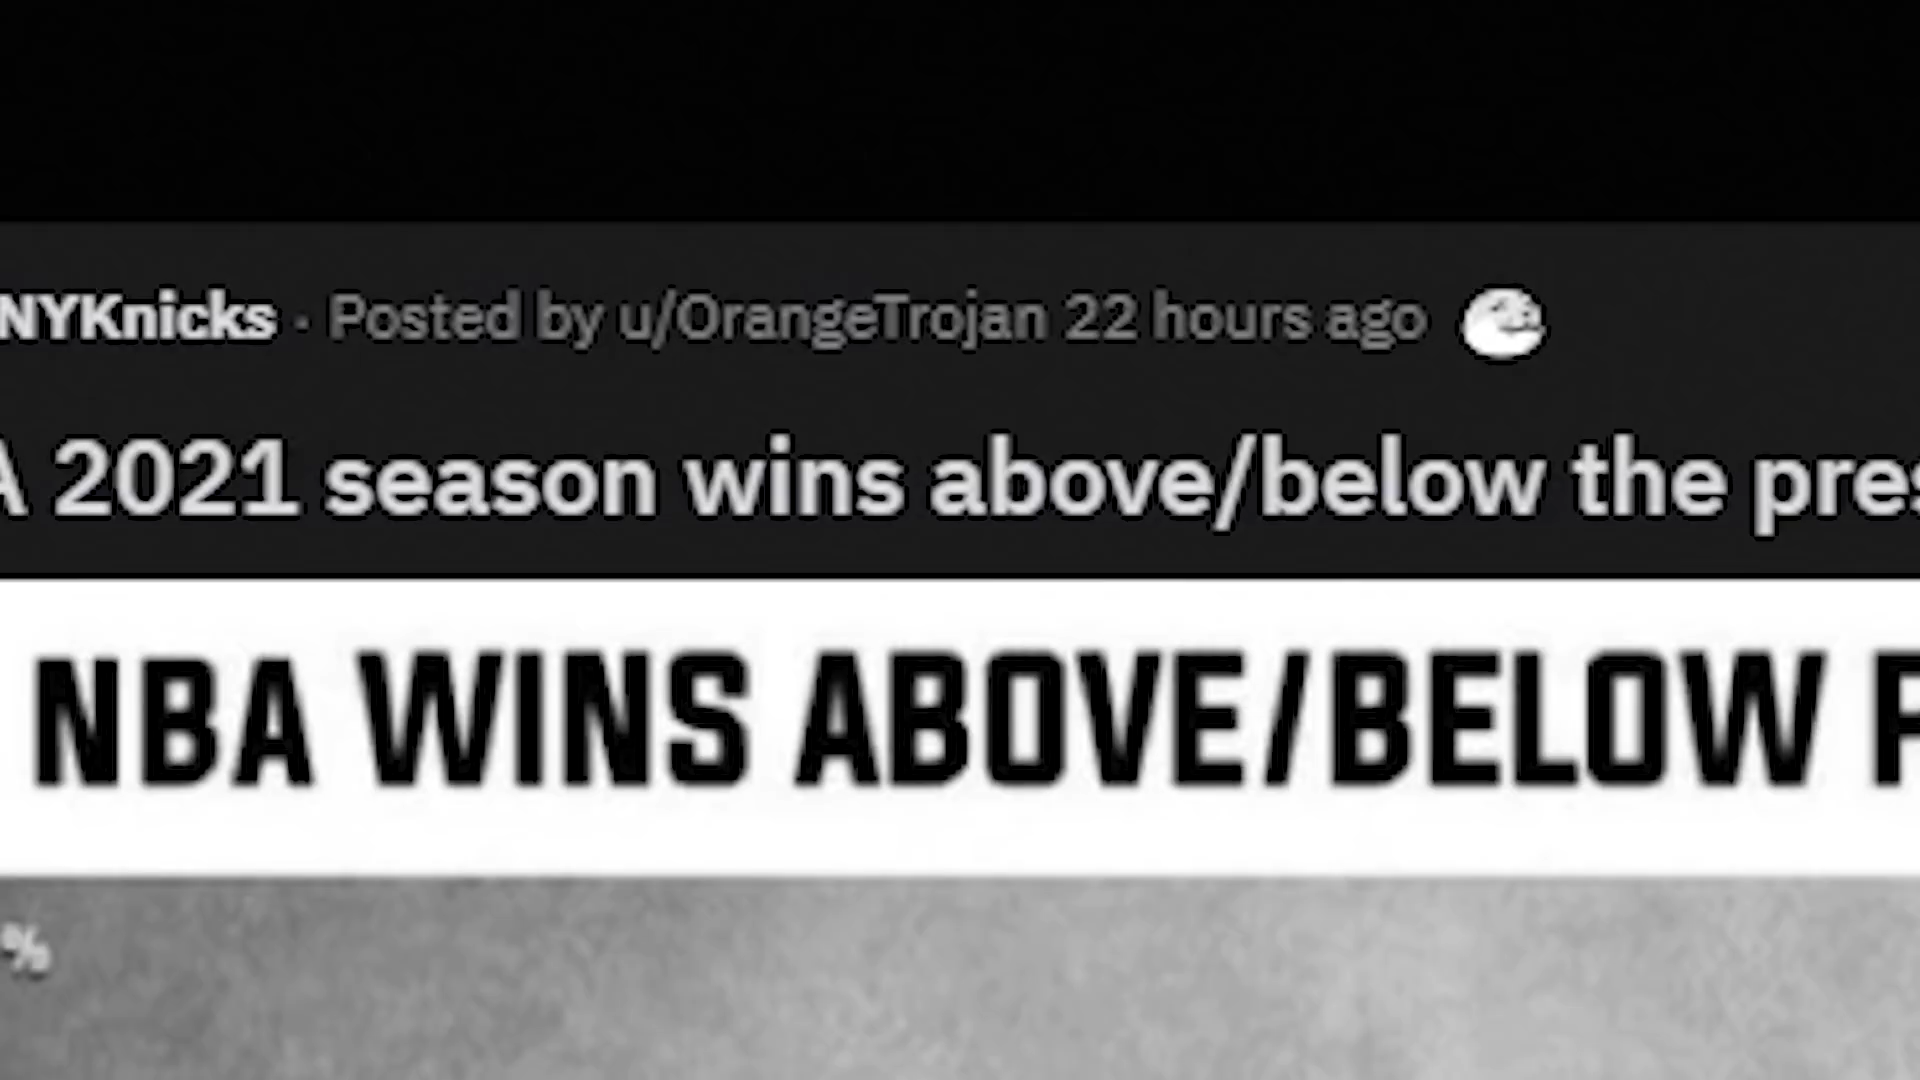 NYKnicks · Posted by u/OrangeTrojan 22 hours ago
A 2021 season wins above/below the pres
NBA WINS ABOVE/BELOW P
%